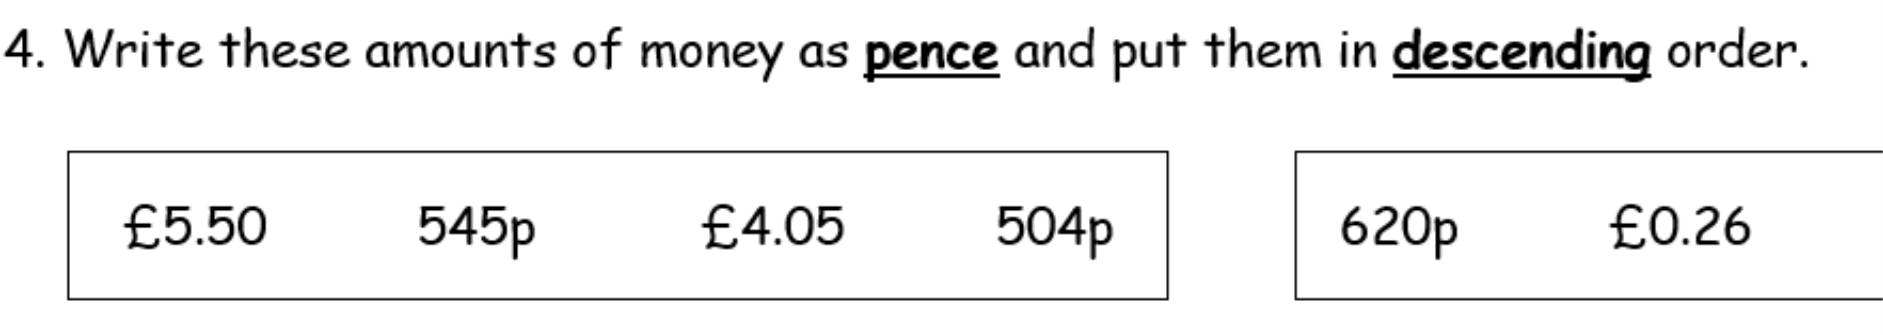 4. Write these amounts of money as pence and put them in descending order.
£5.50 545p £4.05 504p 620p £0.26